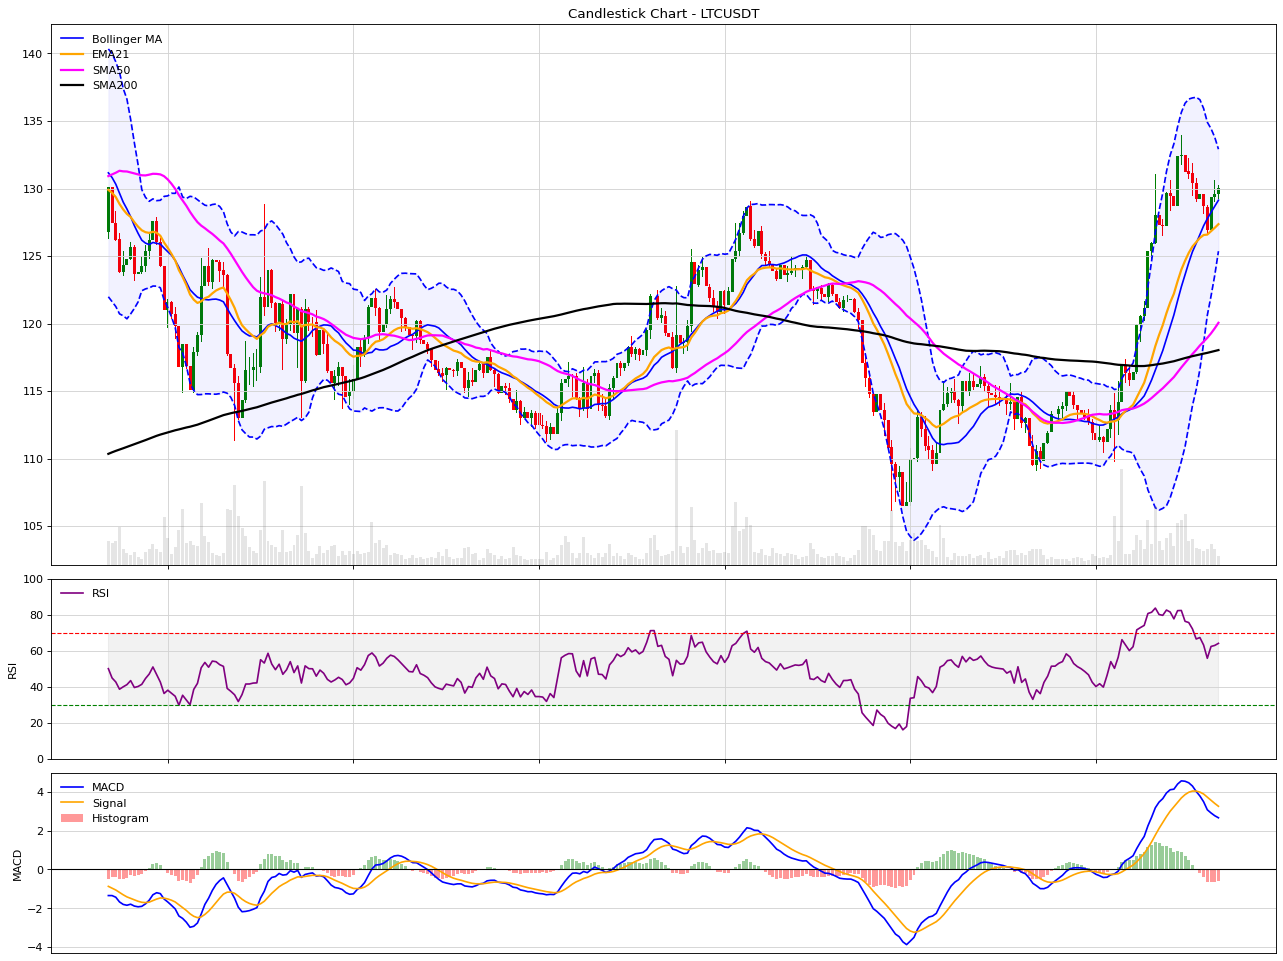 Candlestick Chart - LTCUSDT
Bollinger MA
EMA21
SMA50
SMA200
140
135
130
125
120
115
110
105
RSI
100
80
60
40
20
0
RSI
MACD
Signal
Histogram
4
2
0
−2
−4
MACD